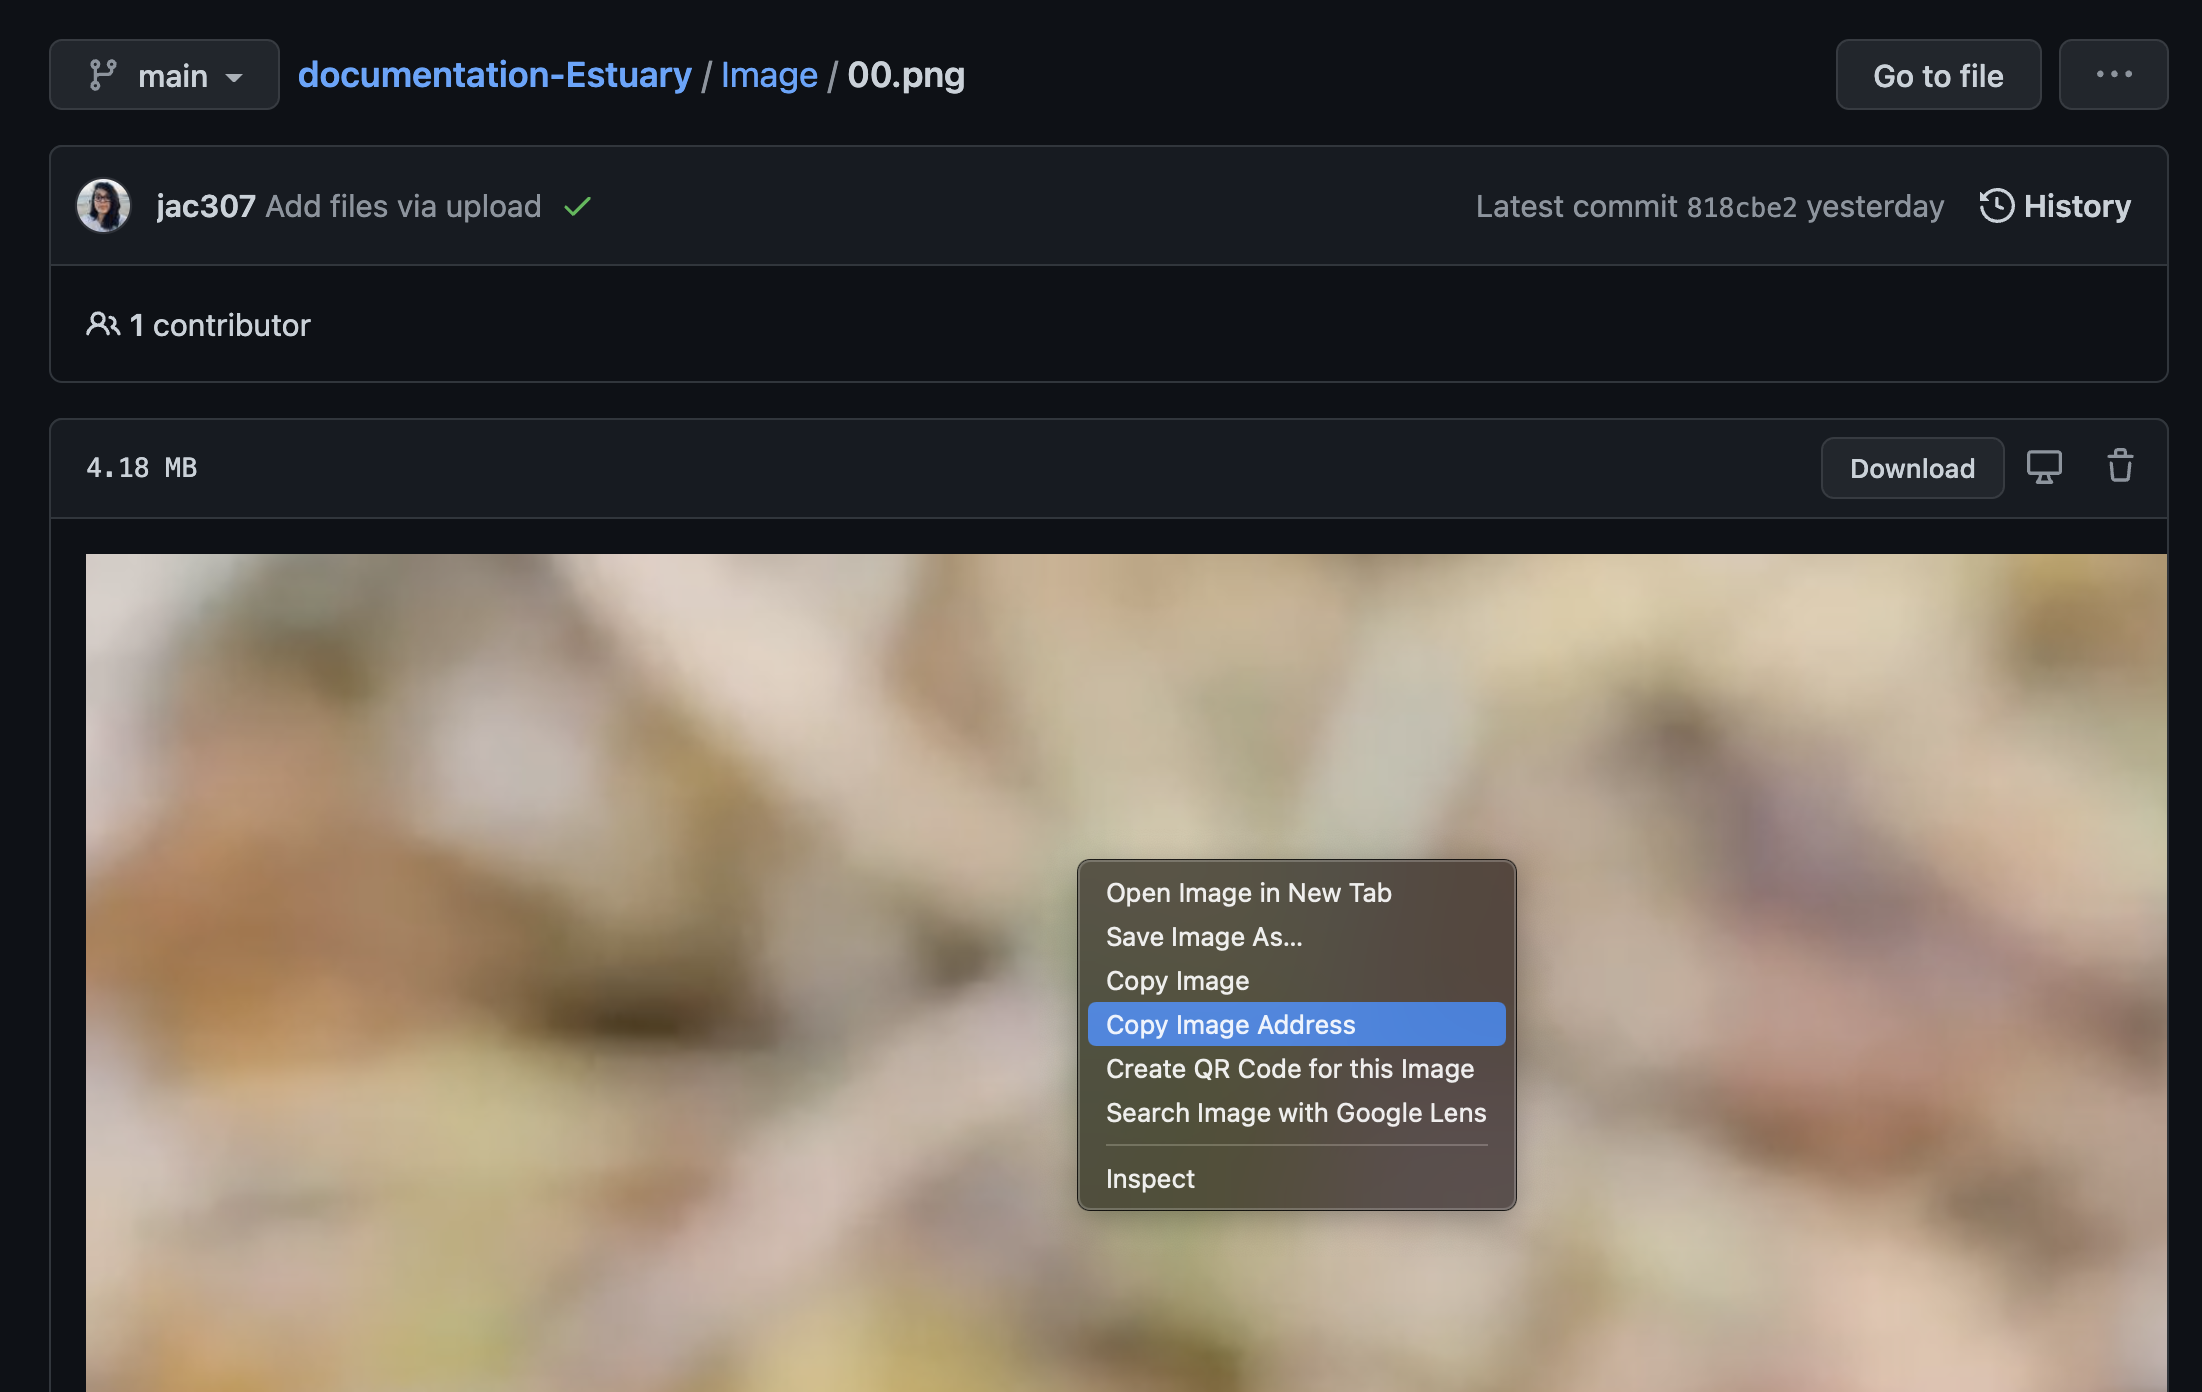 main
documentation-Estuary / Image / 00.png
Go to file
jac307 Add files via upload
Latest commit 818cbe2 yesterday
History
1 contributor
4.18 MB
Download
Open Image in New Tab
Save Image As...
Copy Image
Copy Image Address
Create QR Code for this Image
Search Image with Google Lens
Inspect